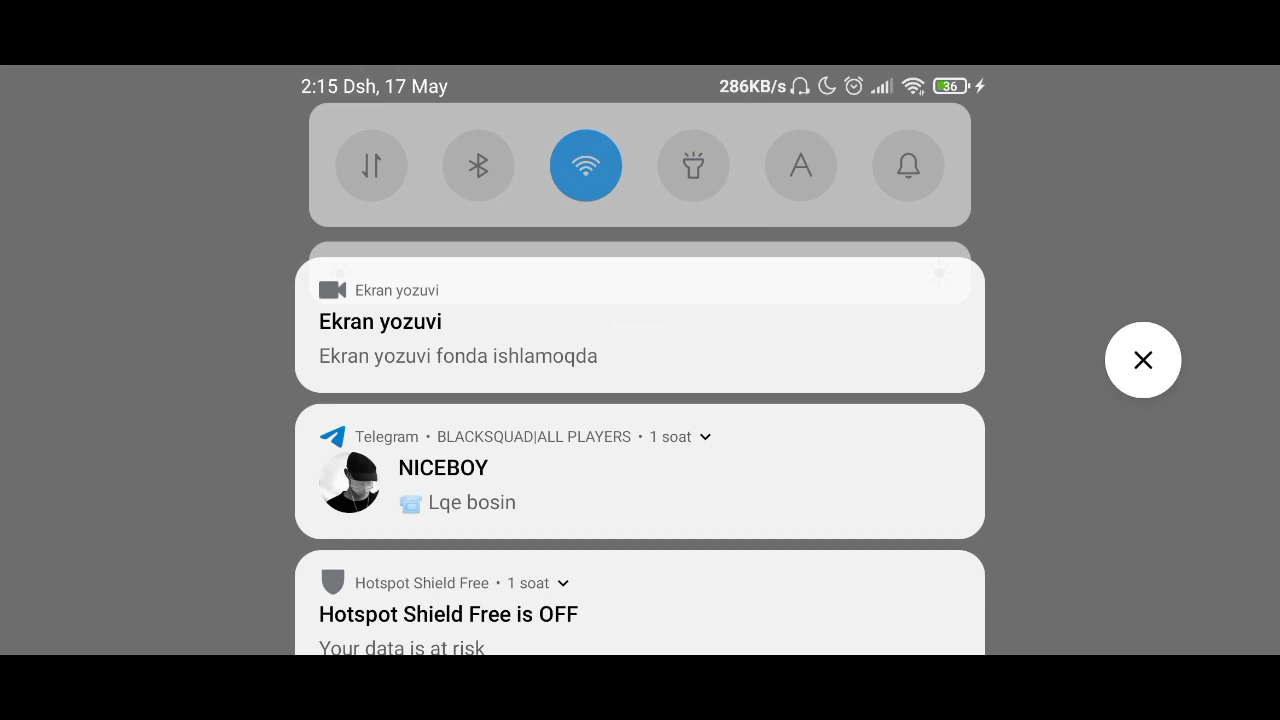 2:15 Dsh, 17 May 286KB/s 36
A
Ekran yozuvi
Ekran yozuvi
Ekran yozuvi fonda ishlamoqda
Telegram • BLACKSQUAD|ALL PLAYERS • 1 soat
NICEBOY
Lqe bosin
Hotspot Shield Free • 1 soat
Hotspot Shield Free is OFF
Your data is at risk